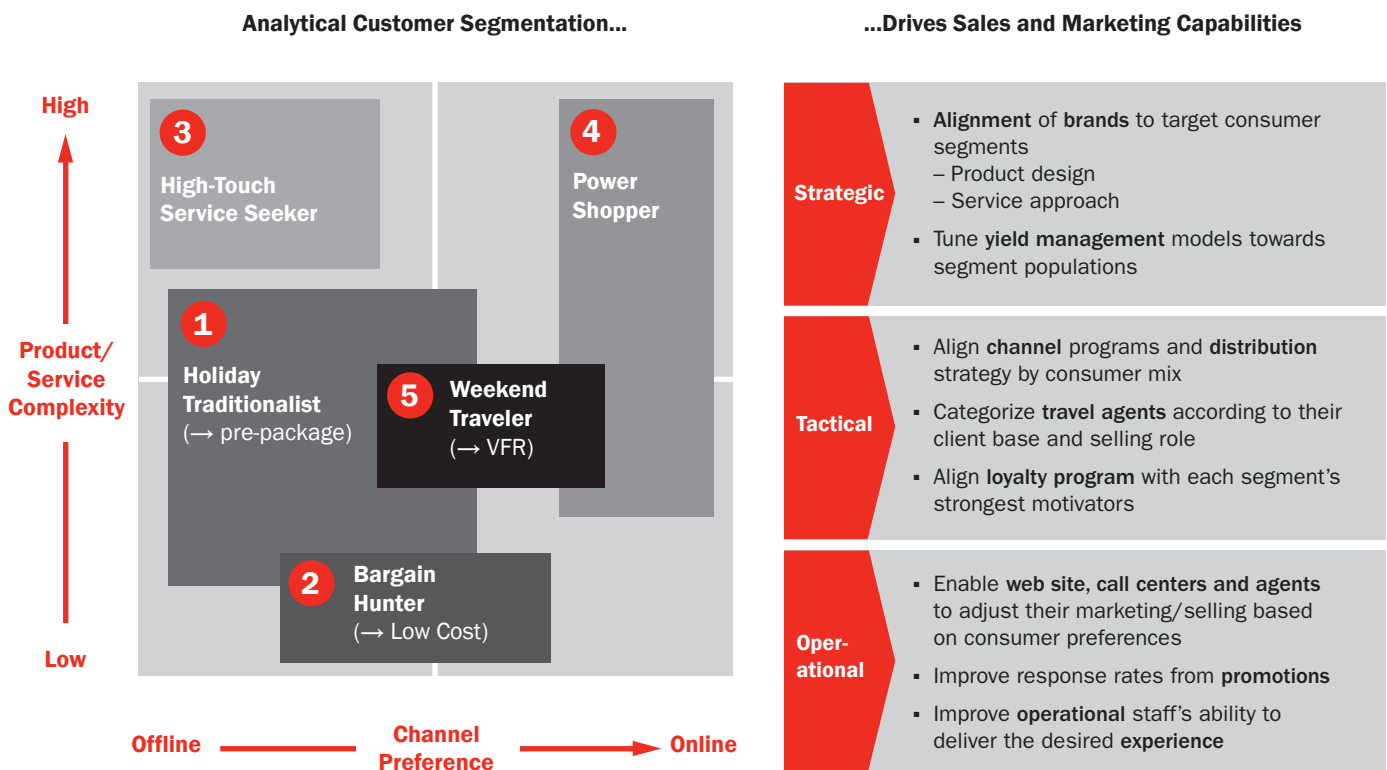 Analytical Customer Segmentation...
...Drives Sales and Marketing Capabilities
High
Product/
Service
Complexity
Low
3
High-Touch
Service Seeker
4
Power
Shopper
1
Holiday
Traditionalist
(→ pre-package)
5
Weekend
Traveler
(→ VFR)
2
Bargain
Hunter
(→ Low Cost)
Offline
Channel
Preference
Online
Strategic
▪ Alignment of brands to target consumer
segments
– Product design
– Service approach
▪ Tune yield management models towards
segment populations
Tactical
▪ Align channel programs and distribution
strategy by consumer mix
▪ Categorize travel agents according to their
client base and selling role
▪ Align loyalty program with each segment's
strongest motivators
Oper-
ational
▪ Enable web site, call centers and agents
to adjust their marketing/selling based
on consumer preferences
▪ Improve response rates from promotions
▪ Improve operational staff's ability to
deliver the desired experience